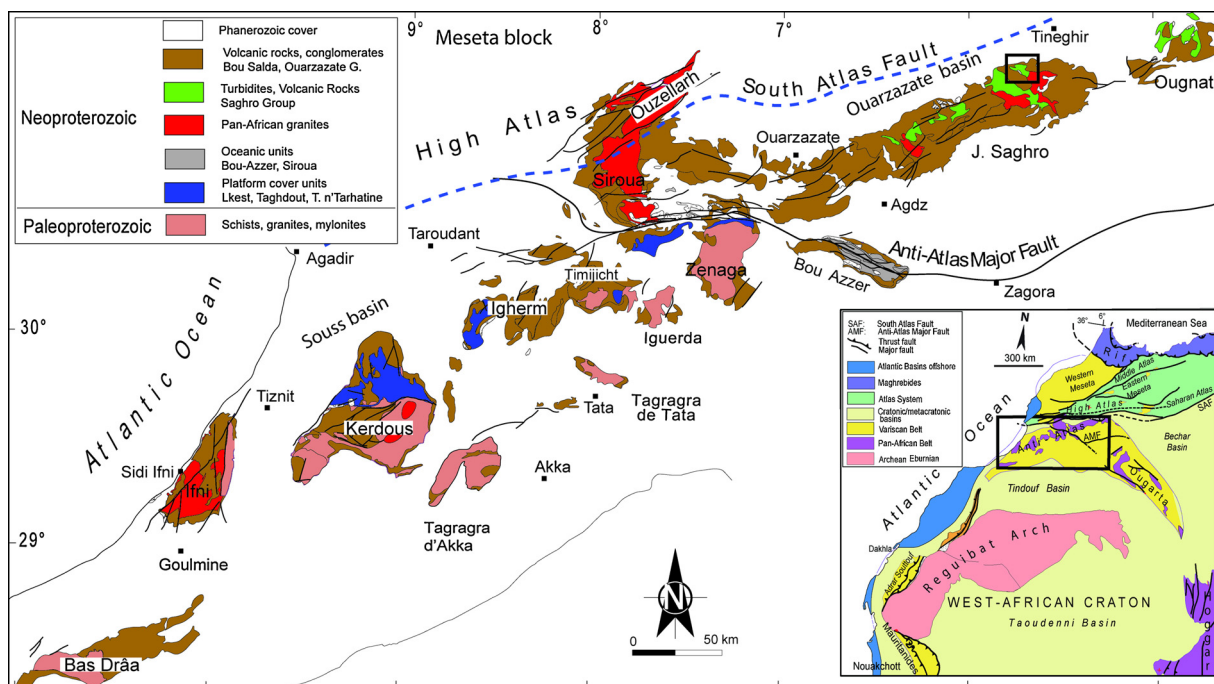 9°
8°
7°
Phanerozoic cover
Neoproterozoic
Volcanic rocks, conglomerates
Bou Salda, Ouarzazate G.
Turbidites, Volcanic Rocks
Saghro Group
Pan-African granites
Oceanic units
Bou-Azzer, Siroua
Platform cover units
Lkest, Taghdout, T. n'Tarhatine
Paleoproterozoic
Schists, granites, mylonites
Meseta block
High Atlas
Ouzellarh
South Atlas Fault
Ouarzazate basin
Tineghir
Ougnat
Ouarzazate
J. Saghro
Siroua
Agdz
Anti-Atlas Major Fault
Taroudant
Agadir
Timijicht
Zenaga
Bou Azzer
Zagora
Igherm
Iguerda
30°
Souss basin
Atlantic Ocean
Tiznit
Kerdous
Tata
Tagragra
de Tata
Sidi Ifni
Ifni
Akka
Tagragra
d'Akka
29°
Goulmine
Bas Drâa
N
0
50 km
SAF:
South Atlas Fault
AMF:
Anti-Atlas Major Fault
Thrust fault
Major fault
Atlantic Basins offshore
Maghrebides
Atlas System
Cratonic/metacratonic
basins
Variscan Belt
Pan-African Belt
Archean Eburnian
N
300 km
36°
6°
Mediterranean Sea
Rif
Western
Meseta
Middle Atlas
Eastern
Meseta
High Atlas
Saharan Atlas
SAF
Anti Atlas
AMF
Bechar
Basin
Ougarta
Atlantic Ocean
Tindouf Basin
Dakhla
Adrar Souttouf
Reguibat Arch
WEST-AFRICAN CRATON
Taoudenni Basin
Hoggar
Mauritanides
Nouakchott